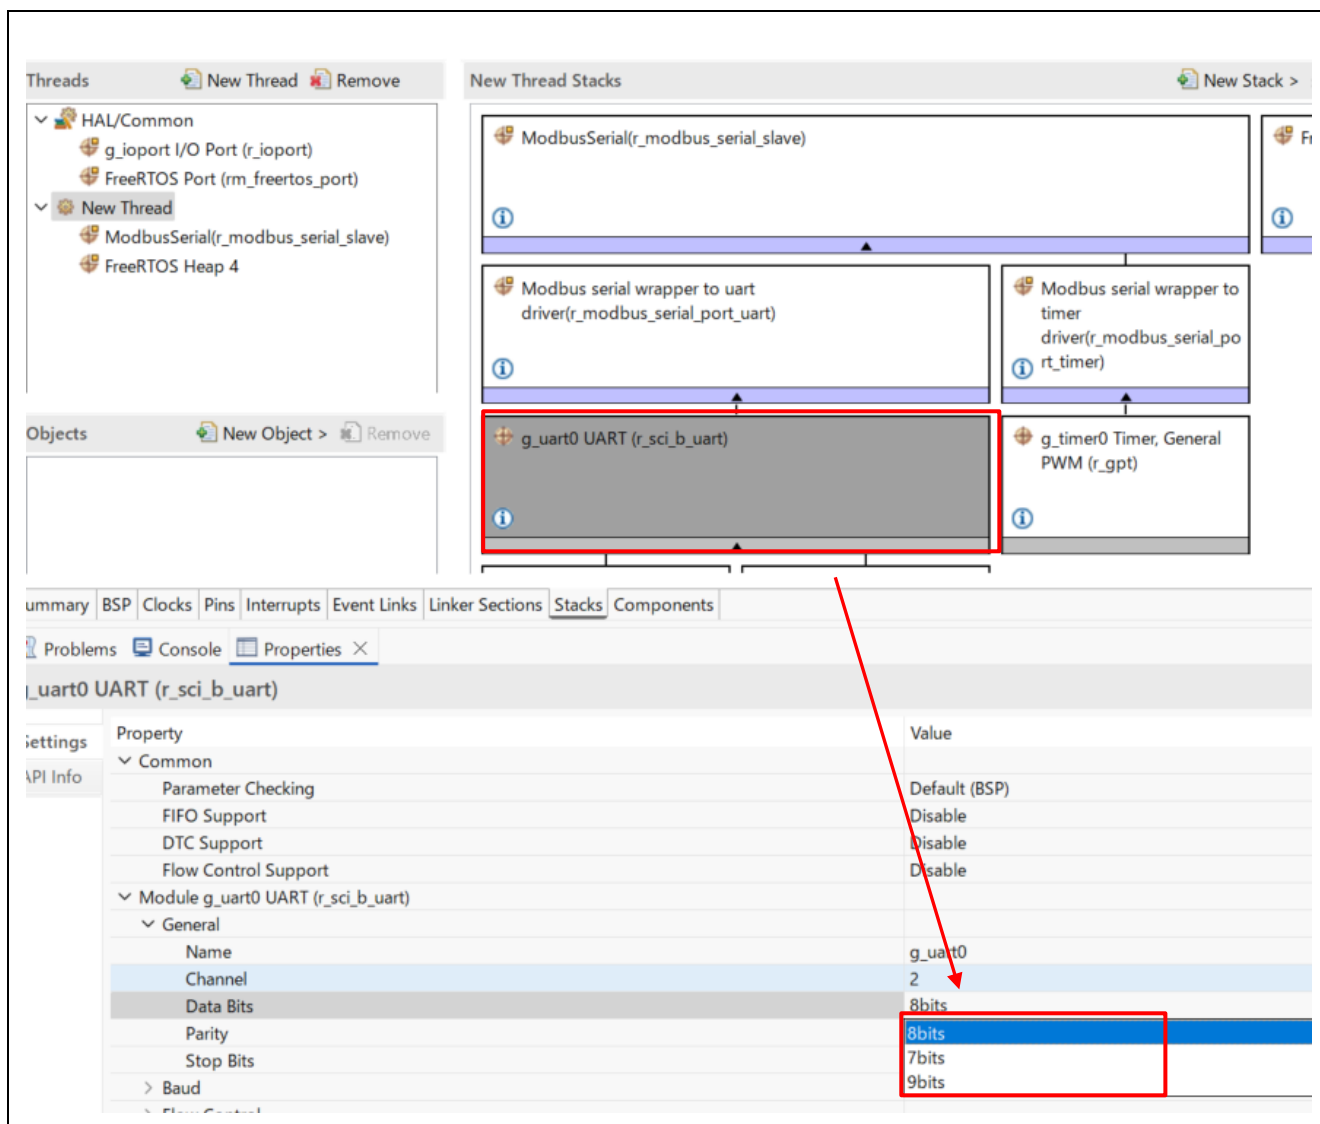 Threads New Thread Remove
HAL/Common
g_ioport I/O Port (r_ioport)
FreeRTOS Port (rm_freertos_port)
New Thread
ModbusSerial(r_modbus_serial_slave)
FreeRTOS Heap 4
Objects New Object > Remove
New Thread Stacks New Stack >
ModbusSerial(r_modbus_serial_slave)
Modbus serial wrapper to uart
driver(r_modbus_serial_port_uart)
Modbus serial wrapper to
timer
driver(r_modbus_serial_po
rt_timer)
g_uart0 UART (r_sci_b_uart)
g_timer0 Timer, General
PWM (r_gpt)
ummary BSP Clocks Pins Interrupts Event Links Linker Sections Stacks Components
Problems Console Properties
_uart0 UART (r_sci_b_uart)
Settings
API Info
Property Value
Common
Parameter Checking Default (BSP)
FIFO Support Disable
DTC Support Disable
Flow Control Support Disable
Module g_uart0 UART (r_sci_b_uart)
General
Name g_uart0
Channel 2
Data Bits 8bits
Parity 8bits
Stop Bits 7bits
9bits
Baud